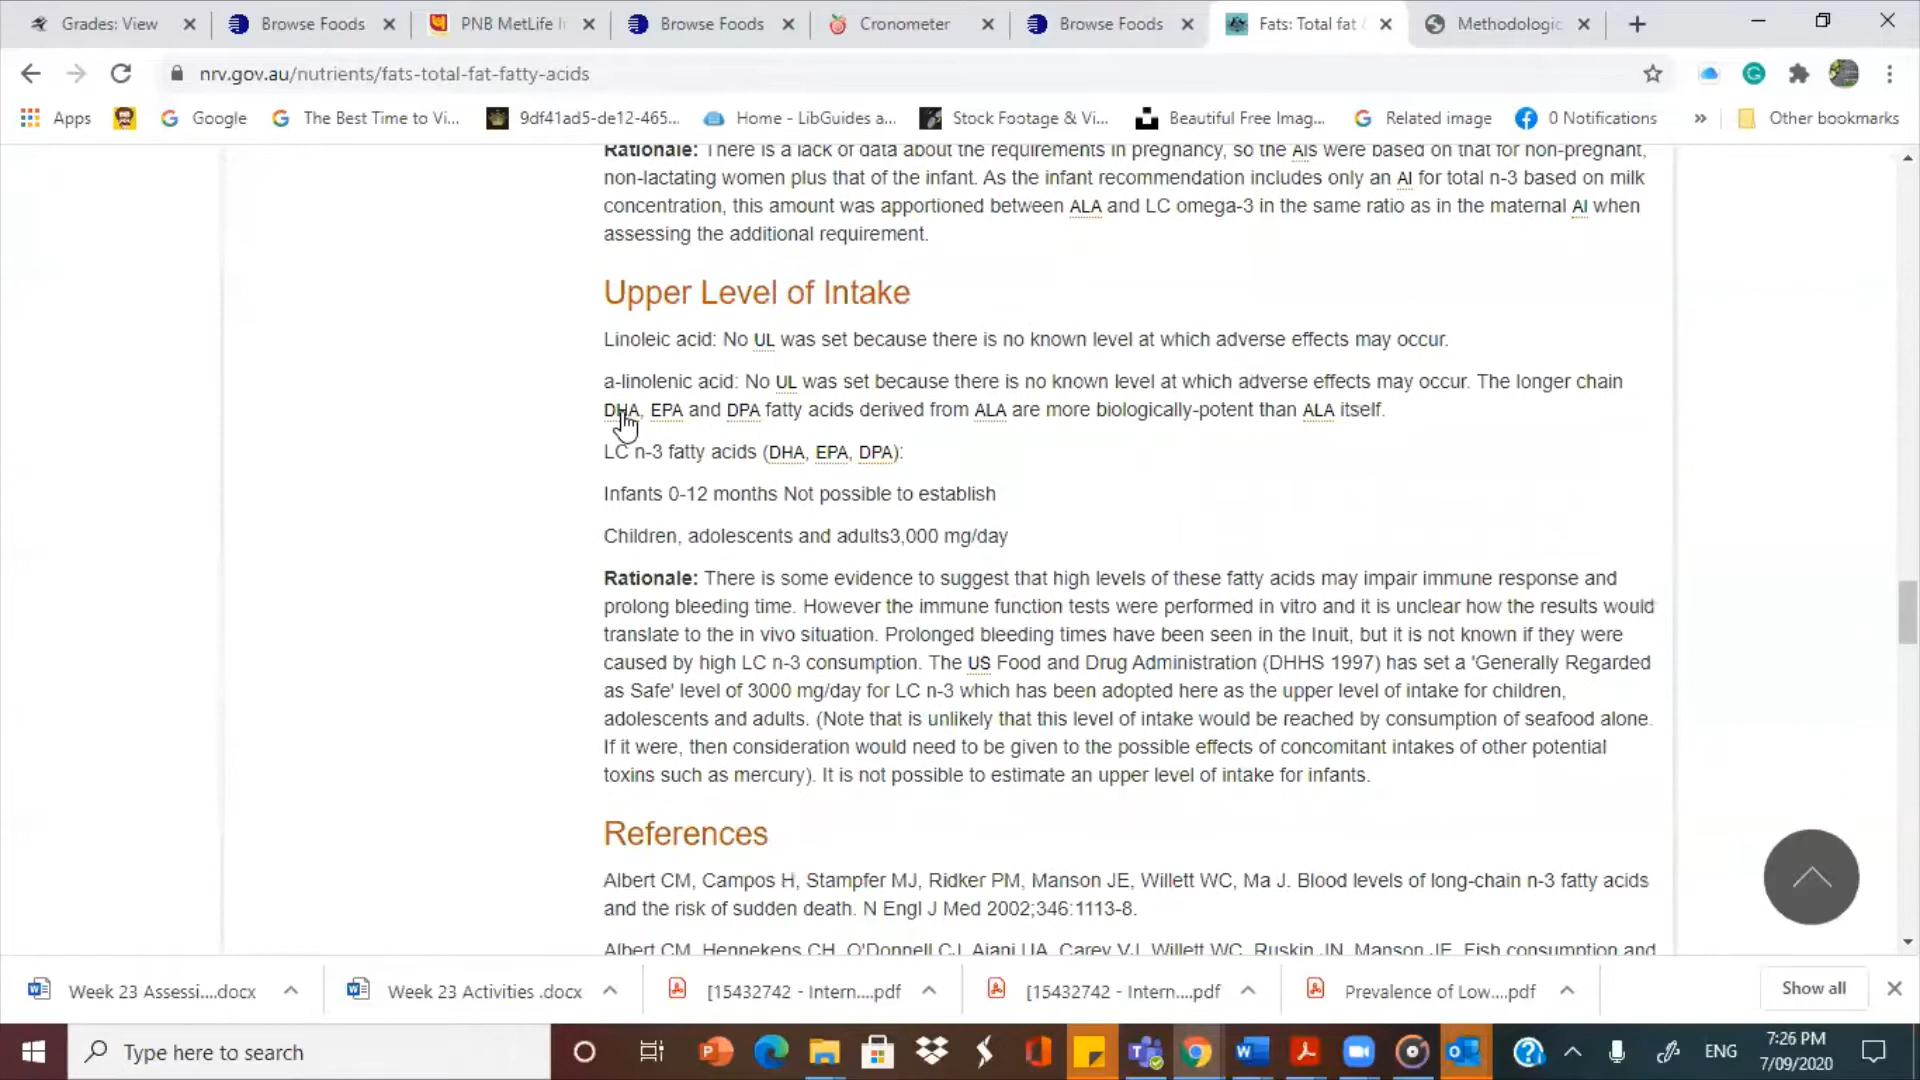 Grades: View
Browse Foods
PNB MetLife I
Browse Foods
Cronometer
Browse Foods
Fats: Total fat &
Methodologic
nrv.gov.au/nutrients/fats-total-fat-fatty-acids
Apps
Google
The Best Time to Vi...
9df41ad5-de12-465...
Home - LibGuides a...
Stock Footage & Vi...
Beautiful Free Imag...
Related image
0 Notifications
»
Other bookmarks
Rationale: There is a lack of data about the requirements in pregnancy, so the AIs were based on that for non-pregnant,
non-lactating women plus that of the infant. As the infant recommendation includes only an AI for total n-3 based on milk
concentration, this amount was apportioned between ALA and LC omega-3 in the same ratio as in the maternal AI when
assessing the additional requirement.
Upper Level of Intake
Linoleic acid: No UL was set because there is no known level at which adverse effects may occur.
a-linolenic acid: No UL was set because there is no known level at which adverse effects may occur. The longer chain
DHA, EPA and DPA fatty acids derived from ALA are more biologically-potent than ALA itself.
LC n-3 fatty acids (DHA, EPA, DPA):
Infants 0-12 months Not possible to establish
Children, adolescents and adults3,000 mg/day
Rationale: There is some evidence to suggest that high levels of these fatty acids may impair immune response and
prolong bleeding time. However the immune function tests were performed in vitro and it is unclear how the results would
translate to the in vivo situation. Prolonged bleeding times have been seen in the Inuit, but it is not known if they were
caused by high LC n-3 consumption. The US Food and Drug Administration (DHHS 1997) has set a 'Generally Regarded
as Safe' level of 3000 mg/day for LC n-3 which has been adopted here as the upper level of intake for children,
adolescents and adults. (Note that is unlikely that this level of intake would be reached by consumption of seafood alone.
If it were, then consideration would need to be given to the possible effects of concomitant intakes of other potential
toxins such as mercury). It is not possible to estimate an upper level of intake for infants.
References
Albert CM, Campos H, Stampfer MJ, Ridker PM, Manson JE, Willett WC, Ma J. Blood levels of long-chain n-3 fatty acids
and the risk of sudden death. N Engl J Med 2002;346:1113-8.
Albert CM, Hennekens CH, O'Donnell CJ, Ajani UA, Carey VJ, Willett WC, Ruskin JN, Manson JE. Fish consumption and
Week 23 Assessi....docx
Week 23 Activities .docx
[15432742 - Intern....pdf
[15432742 - Intern....pdf
Prevalence of Low....pdf
Show all
Type here to search
ENG
7:26 PM
7/09/2020